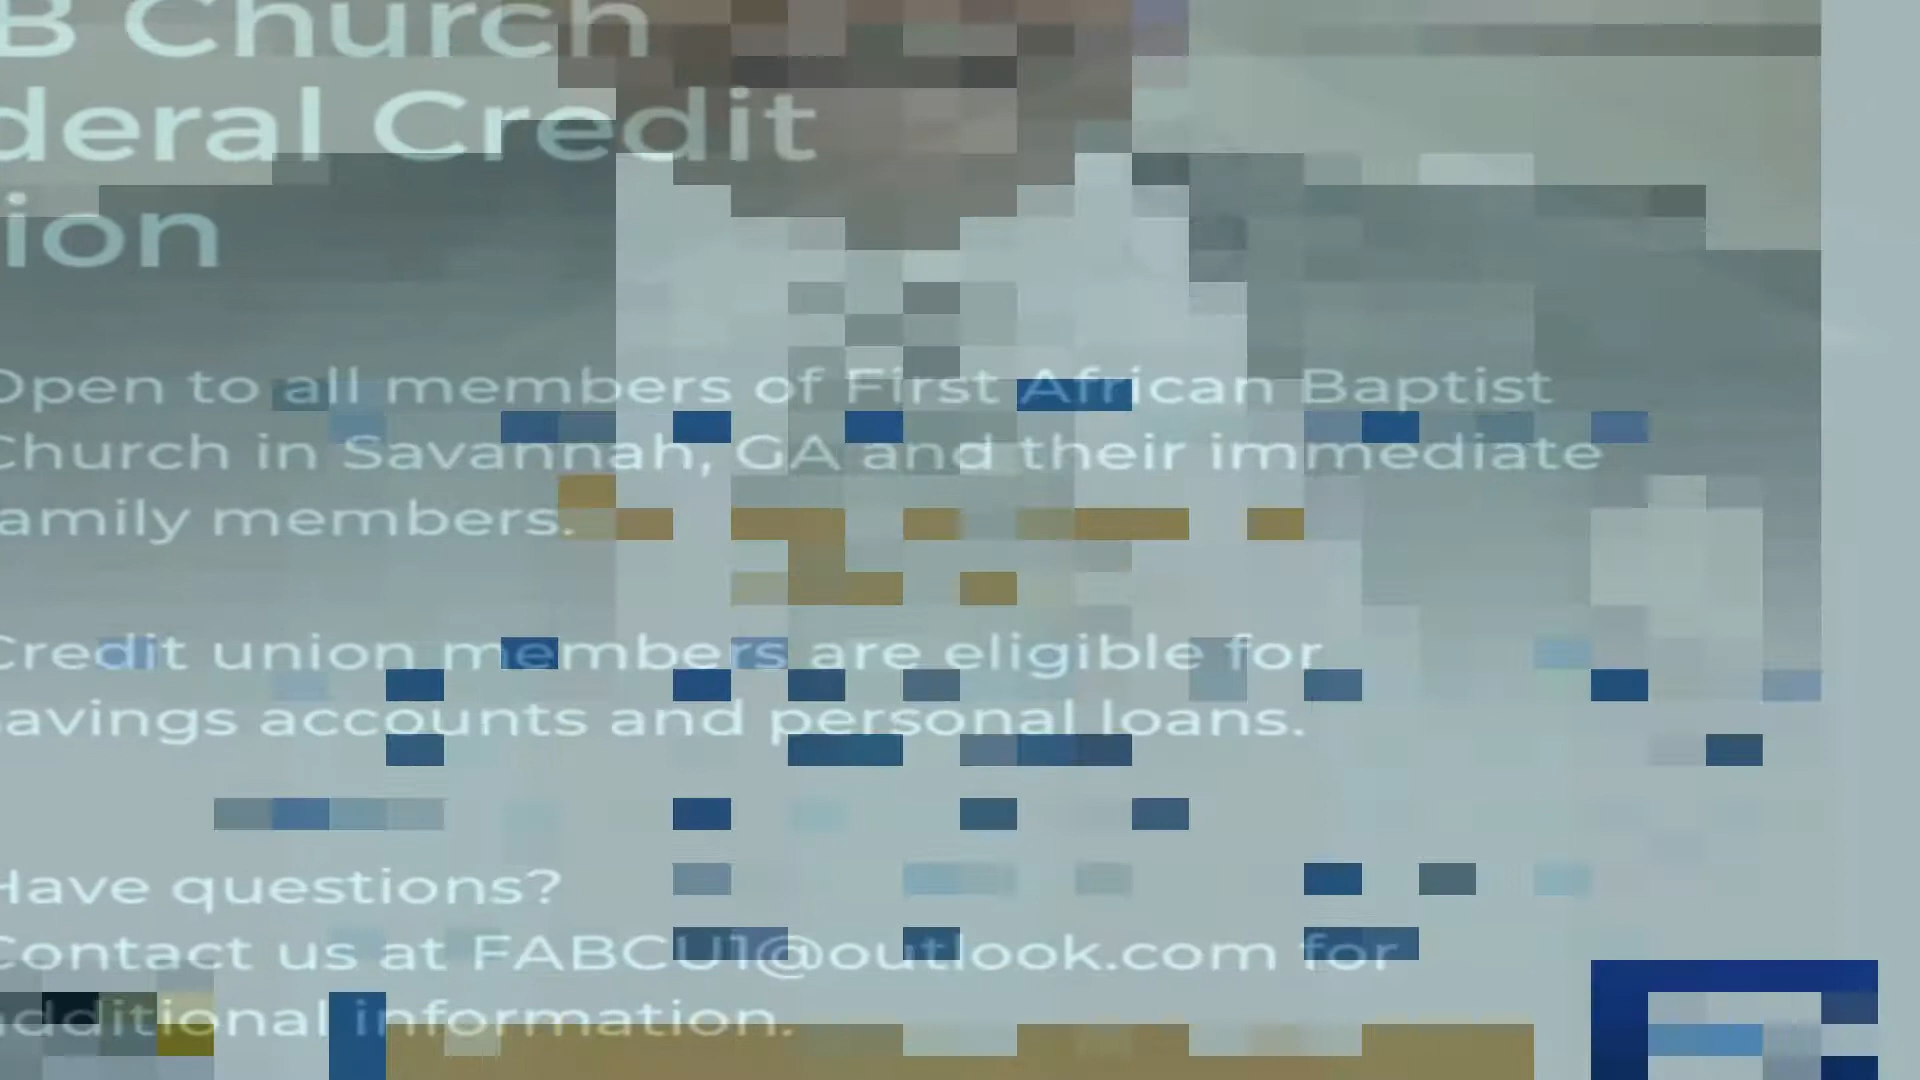 B Church
deral Credit
ion
Open to all members of First African Baptist
Church in Savannah, GA and their immediate
amily members.
Credit union members are eligible for
savings accounts and personal loans.
Have questions?
Contact us at FABCU1@outlook.com for
additional information.